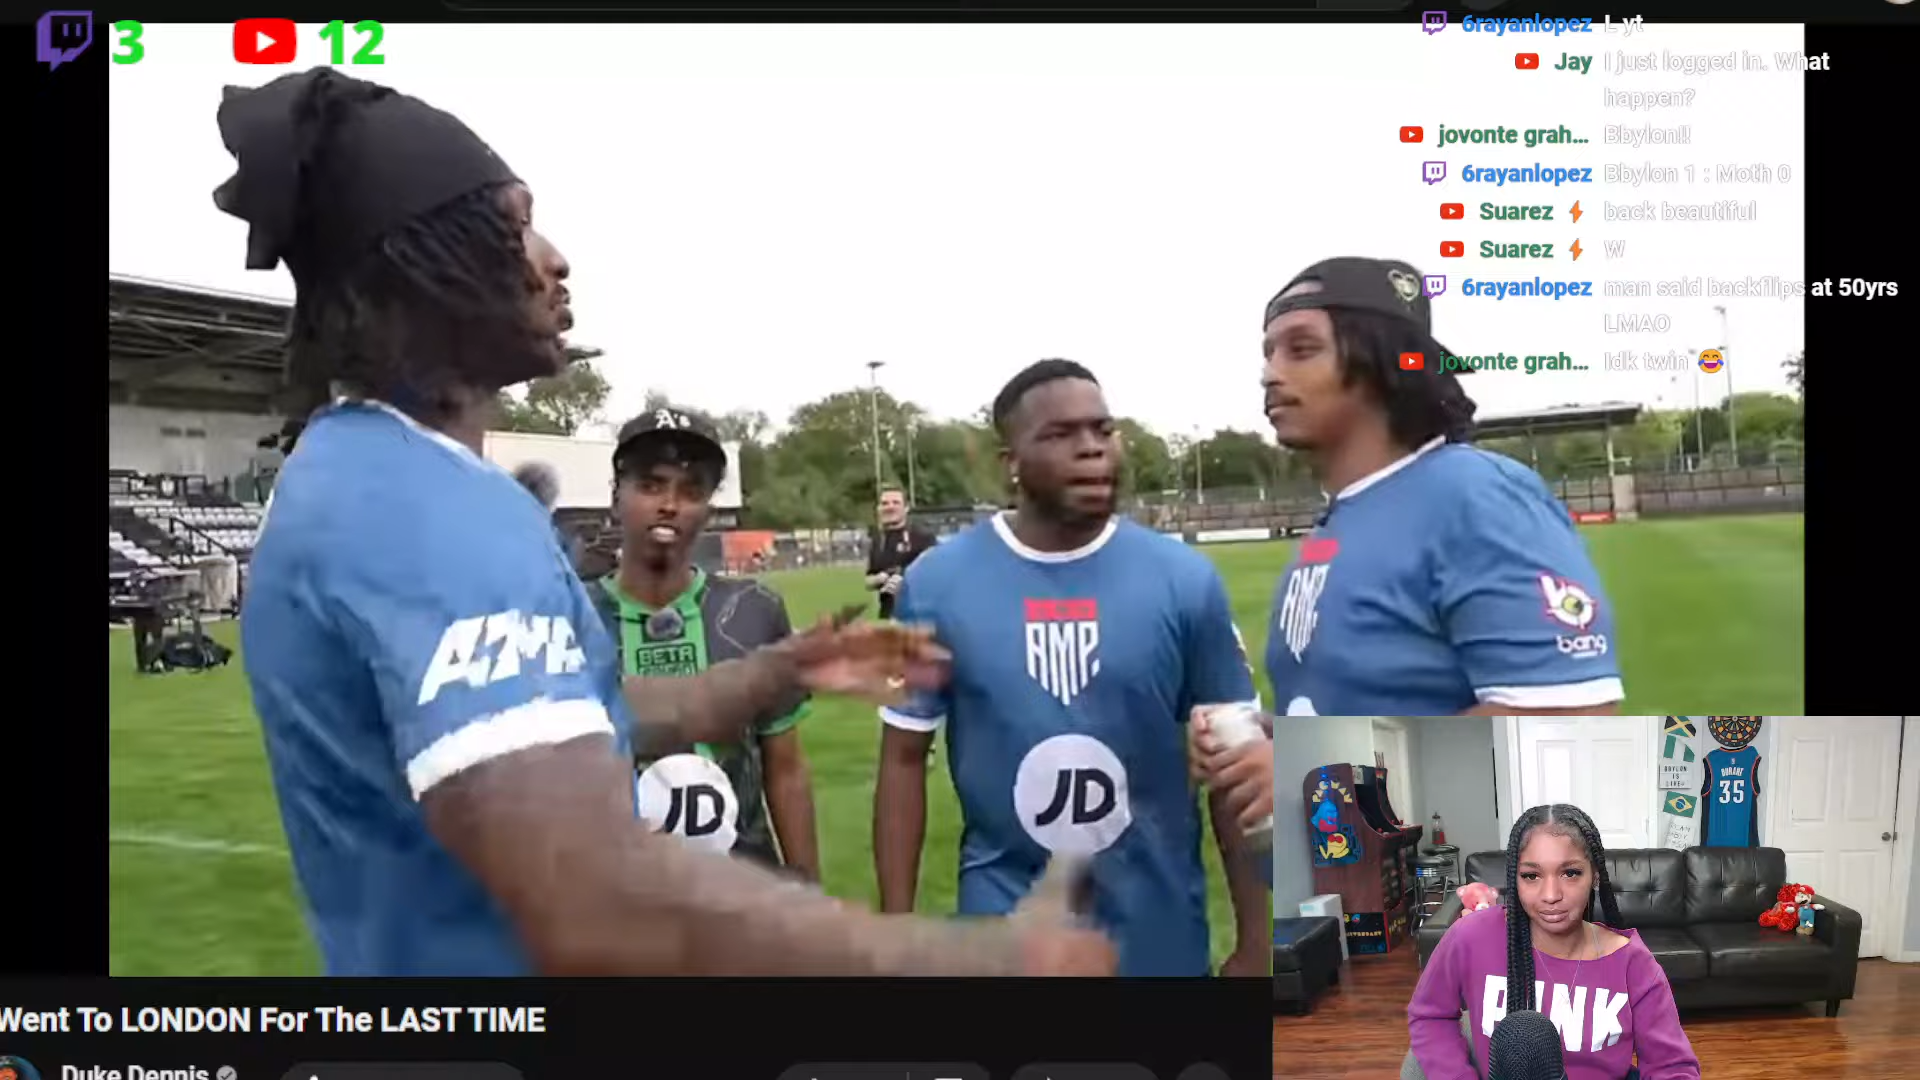 3
12
6rayanlopez L yt
Jay I just logged in. What
happen?
jovonte grah... Bbylon!!
6rayanlopez Bbylon 1 : Moth 0
Suarez ⚡ back beautiful
Suarez ⚡ W
6rayanlopez man said backflips at 50yrs
LMAO
jovonte grah... Idk twin 😂
A's
BETA
AMP
AMP.
AMP
bang
JD
JD
DURANT
35
PINK
Went To LONDON For The LAST TIME
Duke Dennis